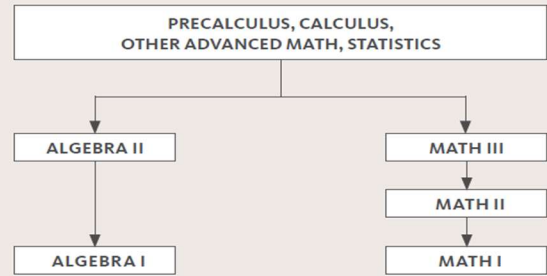 PRECALCULUS, CALCULUS,
OTHER ADVANCED MATH, STATISTICS
ALGEBRA II
MATH III
MATH II
ALGEBRA I
MATH I